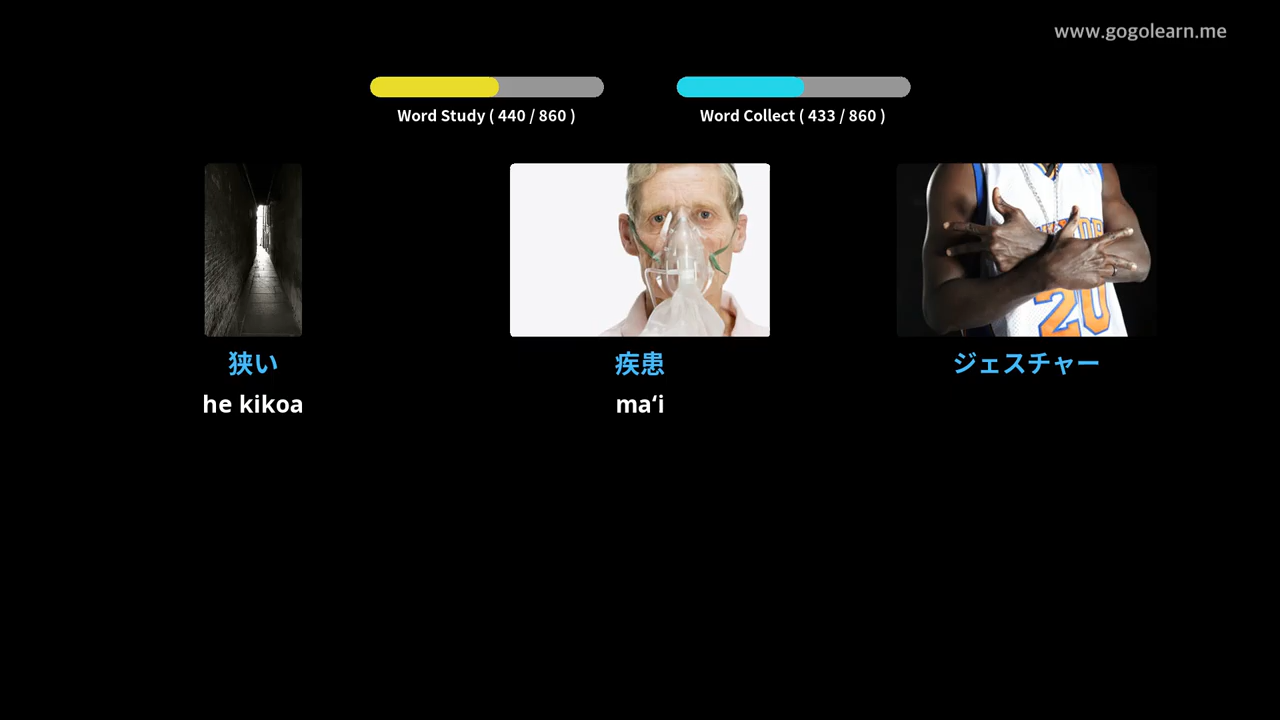 www.gogolearn.me
Word Study ( 440 / 860 )
Word Collect ( 433 / 860 )
20
狭い
疾患
ジェスチャー
he kikoa
maʻi